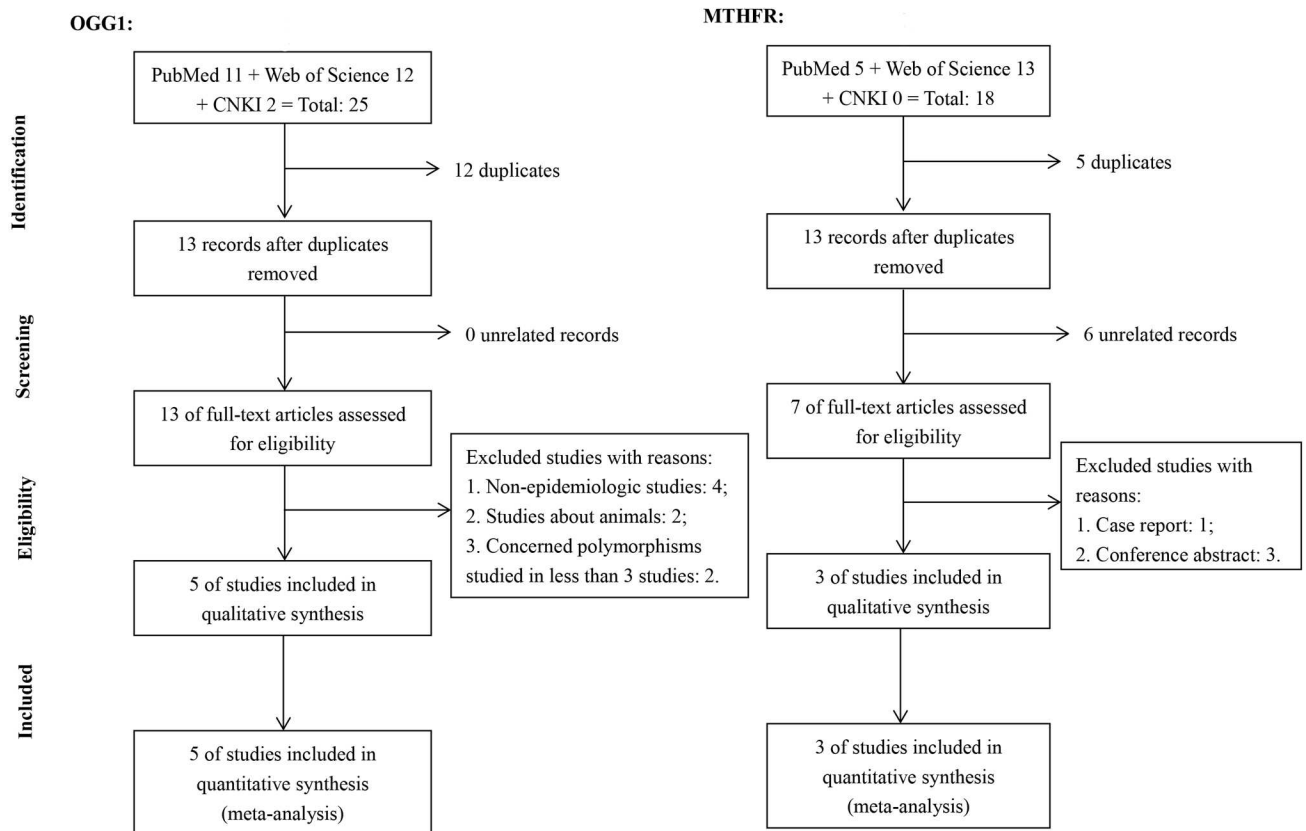 OGG1:
PubMed 11 + Web of Science 12
+ CNKI 2 = Total: 25
12 duplicates
13 records after duplicates
removed
0 unrelated records
13 of full-text articles assessed
for eligibility
Excluded studies with reasons:
1. Non-epidemiologic studies: 4;
2. Studies about animals: 2;
3. Concerned polymorphisms
studied in less than 3 studies: 2.
5 of studies included in
qualitative synthesis
5 of studies included in
quantitative synthesis
(meta-analysis)
MTHFR:
PubMed 5 + Web of Science 13
+ CNKI 0 = Total: 18
5 duplicates
13 records after duplicates
removed
6 unrelated records
7 of full-text articles assessed
for eligibility
Excluded studies with
reasons:
1. Case report: 1;
2. Conference abstract: 3.
3 of studies included in
qualitative synthesis
3 of studies included in
quantitative synthesis
(meta-analysis)
Identification
Screening
Eligibility
Included